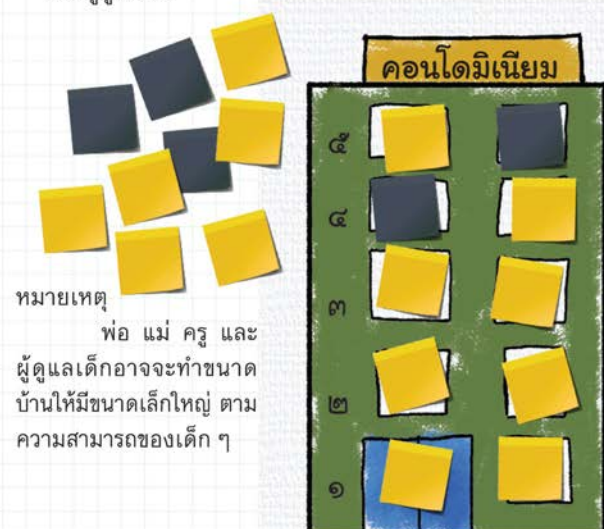 หมายเหตุ
พ่อ แม่ ครู และ
ผู้ดูแลเด็กอาจจะทำขนาด
บ้านให้มีขนาดเล็กใหญ่ ตาม
ความสามารถของเด็ก ๆ
คอนโดมิเนียม
๕
๔
๓
๒
๑